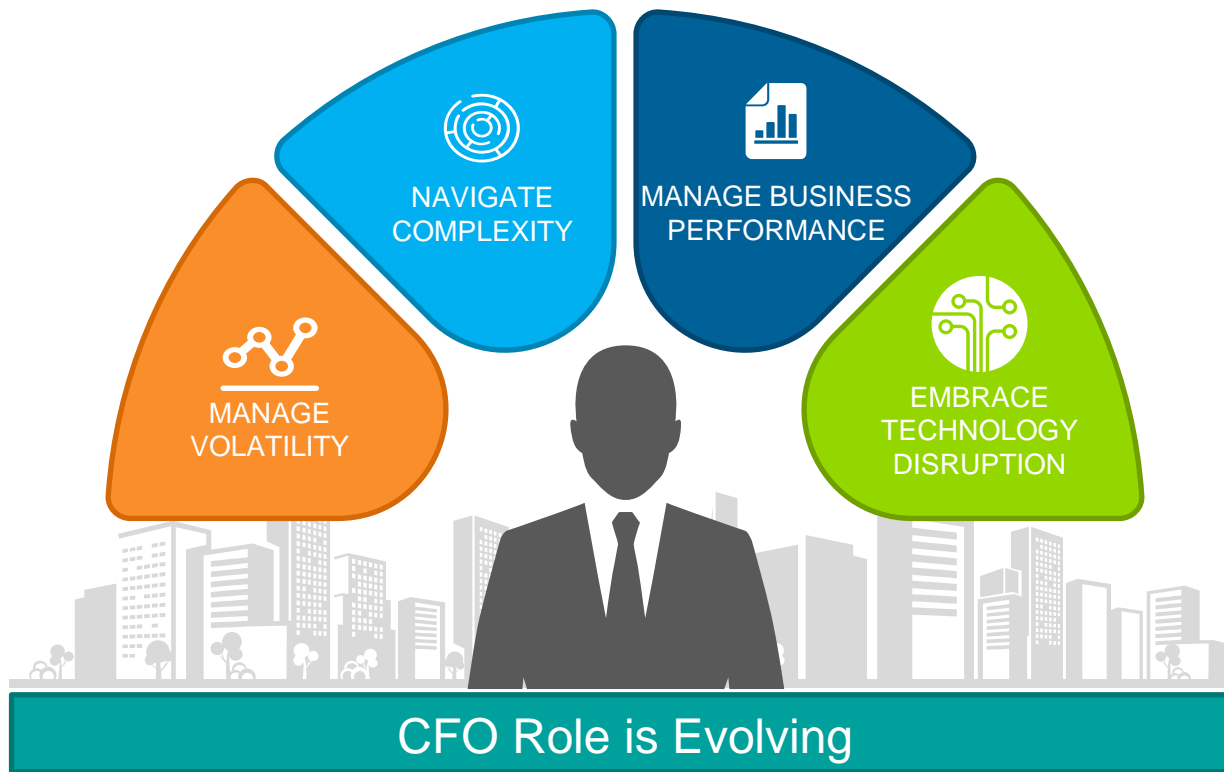 NAVIGATE
COMPLEXITY
MANAGE BUSINESS
PERFORMANCE
MANAGE
VOLATILITY
EMBRACE
TECHNOLOGY
DISRUPTION
CFO Role is Evolving